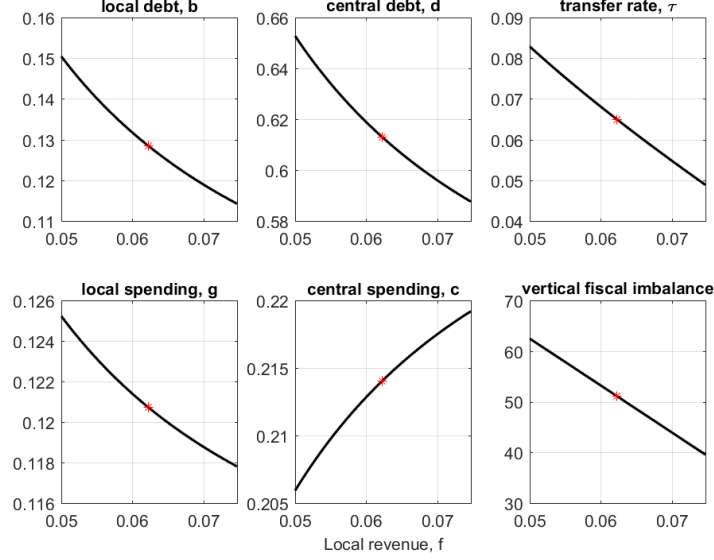 local debt, b
0.16
0.15
0.14
0.13
0.12
0.11
0.05 0.06 0.07
central debt, d
0.66
0.64
0.62
0.6
0.58
0.05 0.06 0.07
transfer rate, τ
0.09
0.08
0.07
0.06
0.05
0.04
0.05 0.06 0.07
local spending, g
0.126
0.124
0.122
0.12
0.118
0.116
0.05 0.06 0.07
central spending, c
0.22
0.215
0.21
0.205
0.05 0.06 0.07
Local revenue, f
vertical fiscal imbalance
70
60
50
40
30
0.05 0.06 0.07